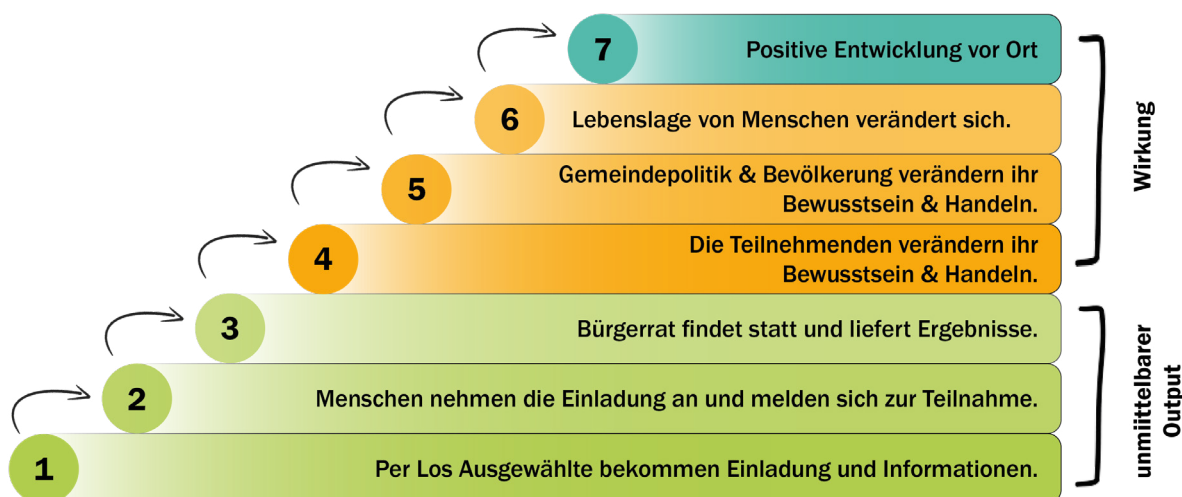 7
Positive Entwicklung vor Ort
6
Lebenslage von Menschen verändert sich.
5
Gemeindepolitik & Bevölkerung verändern ihr
Bewusstsein & Handeln.
4
Die Teilnehmenden verändern ihr
Bewusstsein & Handeln.
Wirkung
3
Bürgerrat findet statt und liefert Ergebnisse.
2
Menschen nehmen die Einladung an und melden sich zur Teilnahme.
1
Per Los Ausgewählte bekommen Einladung und Informationen.
unmiittelbarer
Output